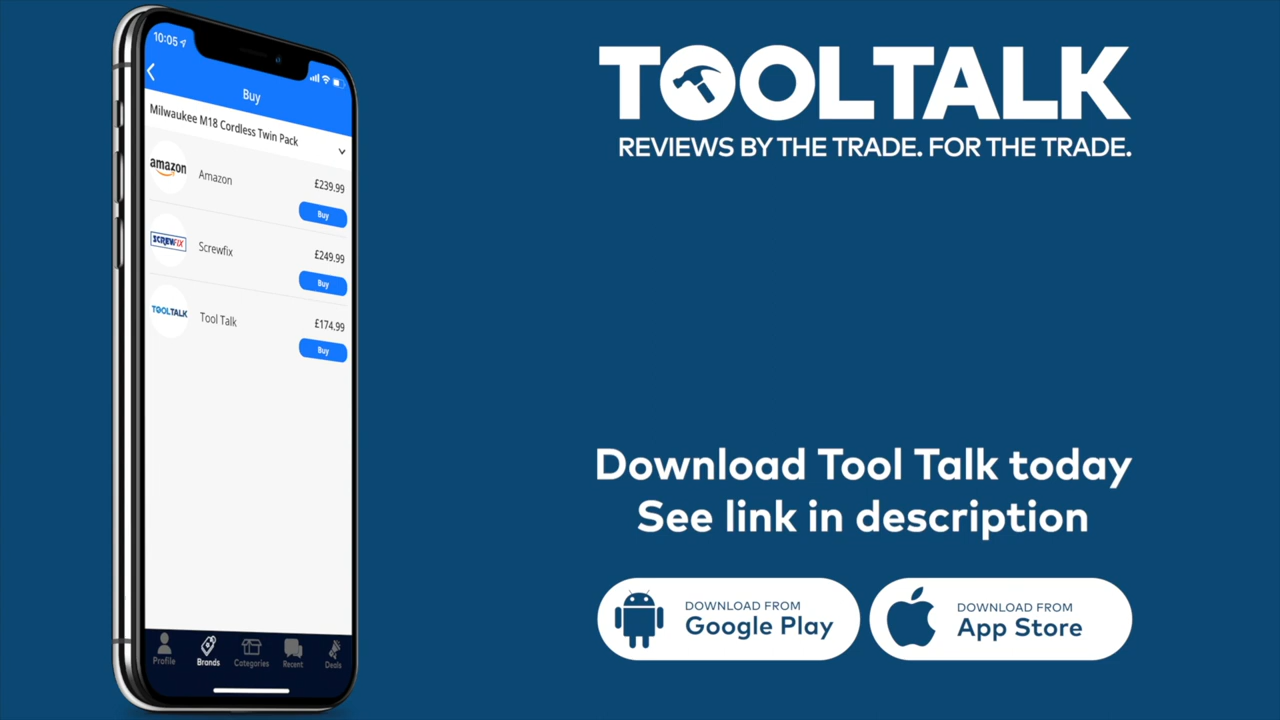 10:05
Buy
Milwaukee M18 Cordless Twin Pack
amazon
Amazon
£239.99
Buy
SCREWFIX
Screwfix
£249.99
Buy
TOOLTALK
Tool Talk
£174.99
Buy
Profile
Brands
Categories
Recent
Deals
TOOLTALK
REVIEWS BY THE TRADE. FOR THE TRADE.
Download Tool Talk today
See link in description
DOWNLOAD FROM
Google Play
DOWNLOAD FROM
App Store